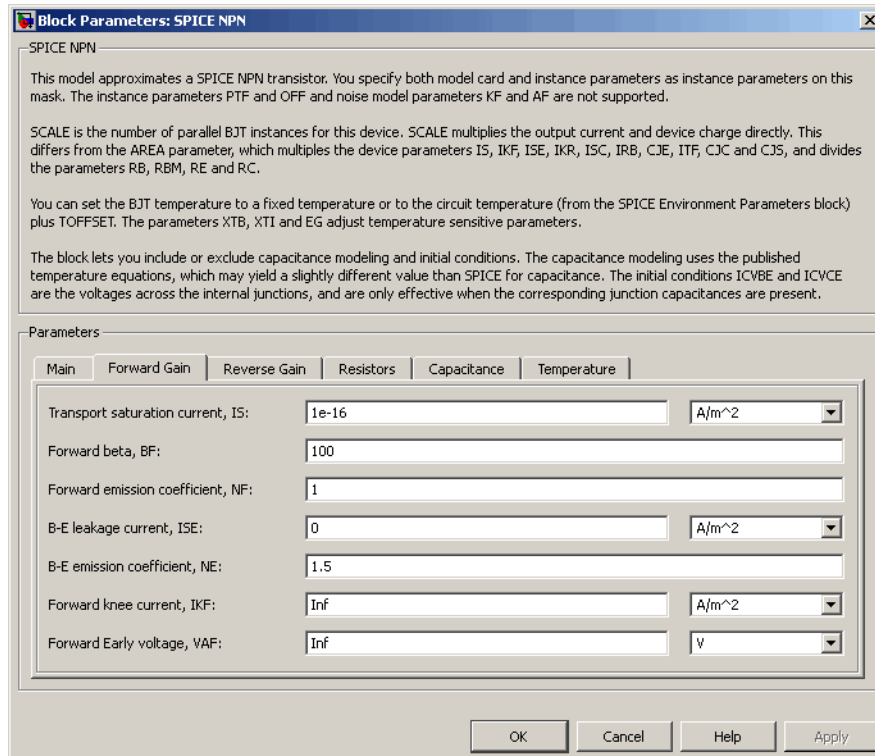 Block Parameters: SPICE NPN
SPICE NPN
This model approximates a SPICE NPN transistor. You specify both model card and instance parameters as instance parameters on this
mask. The instance parameters PTF and OFF and noise model parameters KF and AF are not supported.
SCALE is the number of parallel BJT instances for this device. SCALE multiplies the output current and device charge directly. This
differs from the AREA parameter, which multiples the device parameters IS, IKF, ISE, IKR, ISC, IRB, CJE, ITF, CJC and CJS, and divides
the parameters RB, RBM, RE and RC.
You can set the BJT temperature to a fixed temperature or to the circuit temperature (from the SPICE Environment Parameters block)
plus TOFFSET. The parameters XTB, XTI and EG adjust temperature sensitive parameters.
The block lets you include or exclude capacitance modeling and initial conditions. The capacitance modeling uses the published
temperature equations, which may yield a slightly different value than SPICE for capacitance. The initial conditions ICVBE and ICVCE
are the voltages across the internal junctions, and are only effective when the corresponding junction capacitances are present.
Parameters
Main Forward Gain Reverse Gain Resistors Capacitance Temperature
Transport saturation current, IS: 1e-16 A/m^2
Forward beta, BF: 100
Forward emission coefficient, NF: 1
B-E leakage current, ISE: 0 A/m^2
B-E emission coefficient, NE: 1.5
Forward knee current, IKF: Inf A/m^2
Forward Early voltage, VAF: Inf V
OK Cancel Help Apply